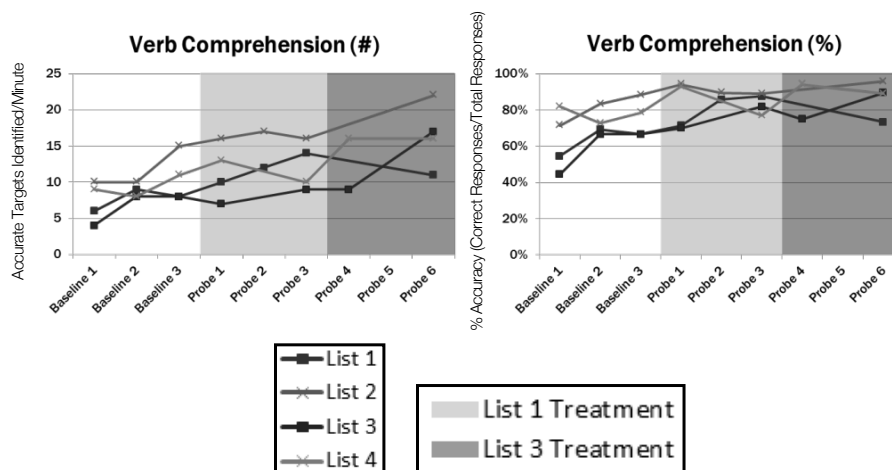 Verb Comprehension (#)
Accurate Targets Identified/Minute
25
20
15
10
5
0
Baseline 1
Baseline 2
Baseline 3
Probe 1
Probe 2
Probe 3
Probe 4
Probe 5
Probe 6
Verb Comprehension (%)
% Accuracy (Correct Responses/Total Responses)
100%
80%
60%
40%
20%
0%
Baseline 1
Baseline 2
Baseline 3
Probe 1
Probe 2
Probe 3
Probe 4
Probe 5
Probe 6
List 1
List 2
List 3
List 4
List 1 Treatment
List 3 Treatment